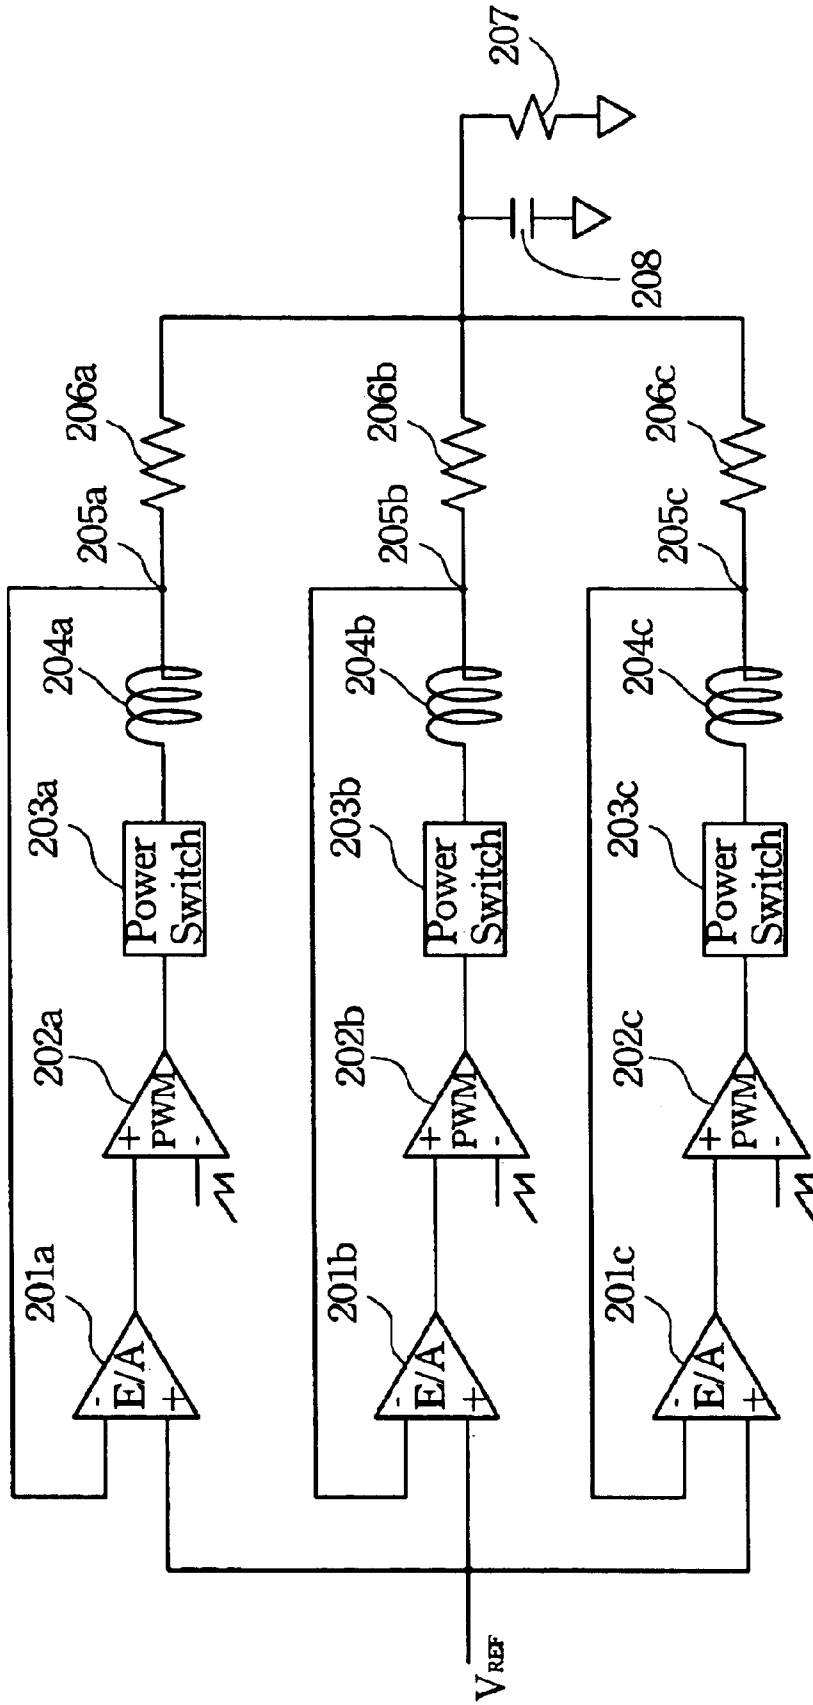 201a
202a
203a
204a
205a
206a
-
E/A
+
+
PWM
-
Power
Switch
207
208
201b
202b
203b
204b
205b
206b
-
E/A
+
+
PWM
-
Power
Switch
VREF
201c
202c
203c
204c
205c
206c
-
E/A
+
+
PWM
-
Power
Switch